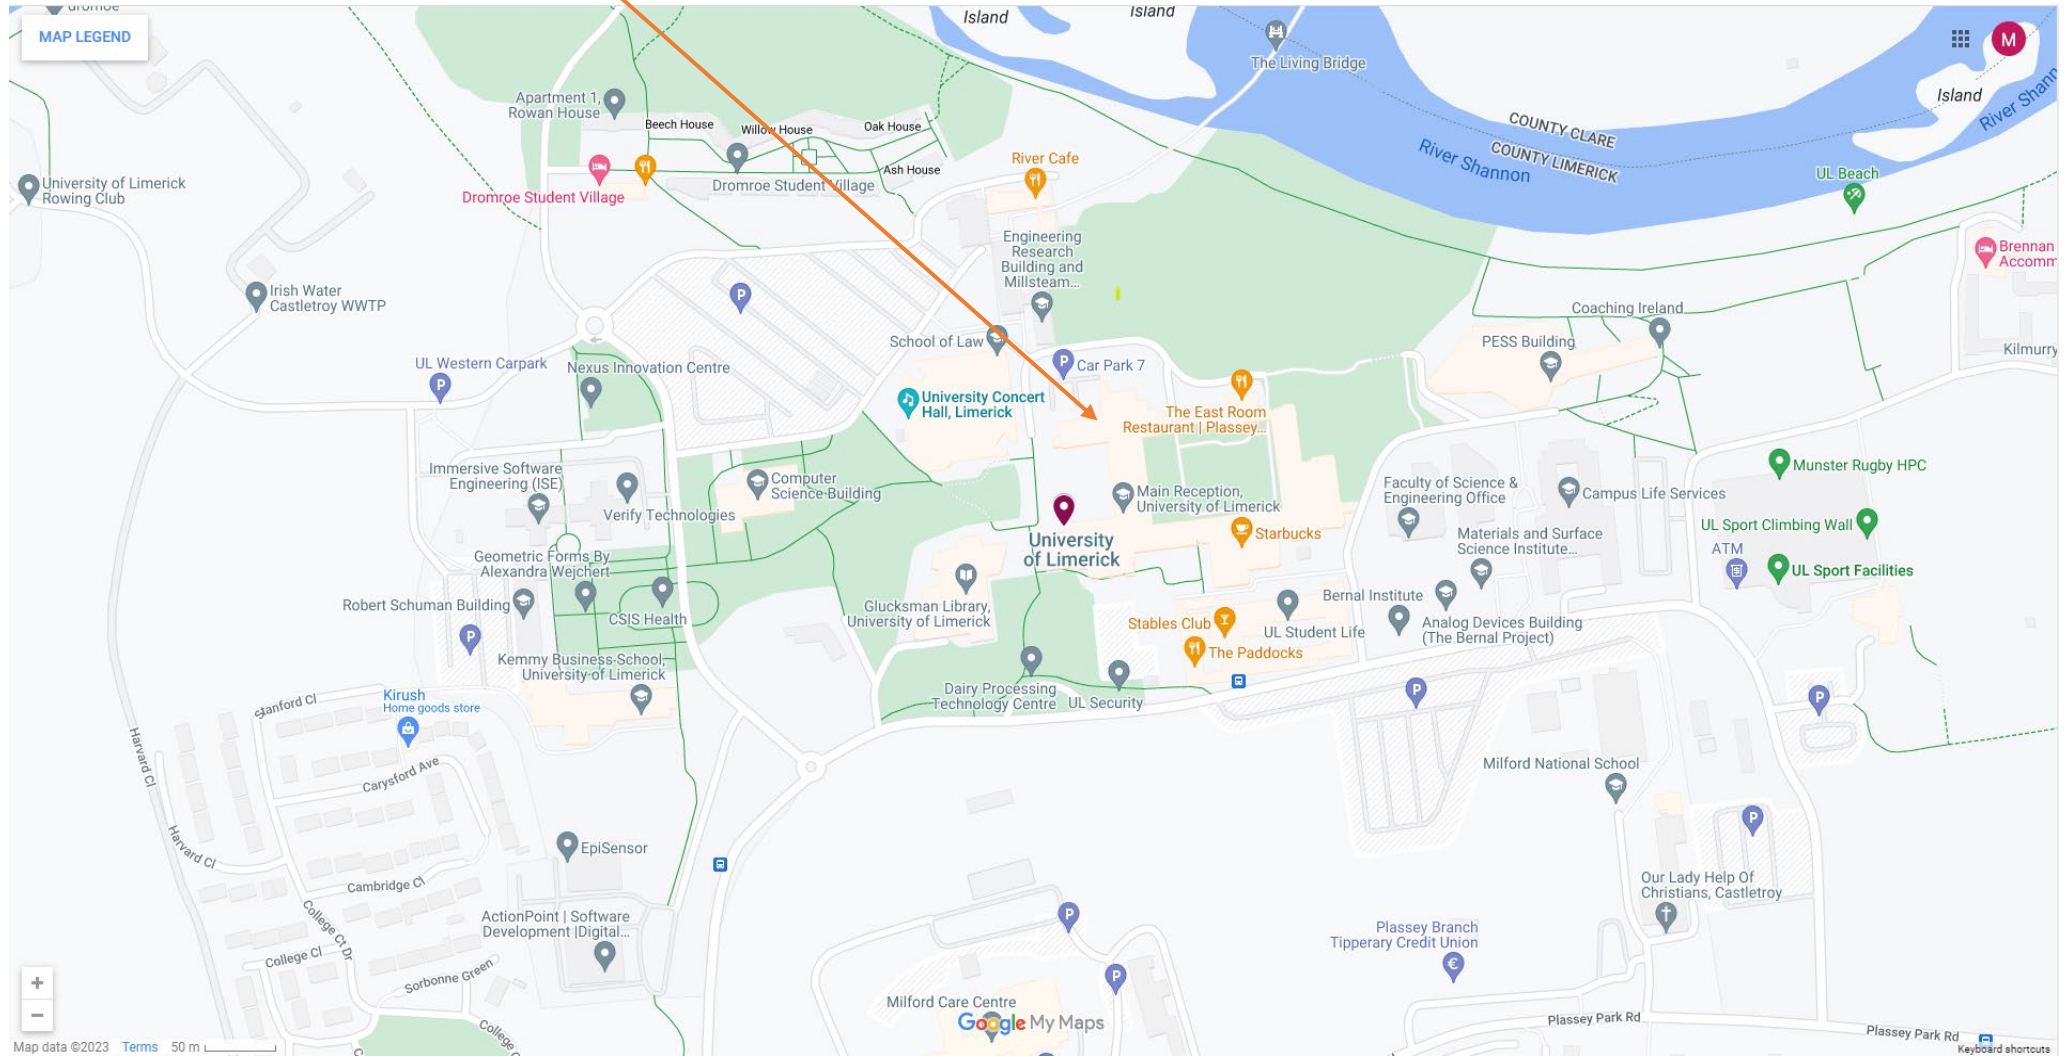 dromoe
MAP LEGEND
Island
Island
The Living Bridge
M
Island
River Shann
COUNTY CLARE
COUNTY LIMERICK
River Shannon
Apartment 1,
Rowan House
Beech House
Willow House
Oak House
Ash House
River Cafe
UL Beach
University of Limerick
Rowing Club
Dromroe Student Village
Dromroe Student Village
Engineering
Research
Building and
Millsteam...
Brennan
Accomm
Irish Water
Castletroy WWTP
P
Coaching Ireland
PESS Building
Kilmurry
School of Law
UL Western Carpark
P
Nexus Innovation Centre
P
Car Park 7
University Concert
Hall, Limerick
The East Room
Restaurant | Plassey...
Immersive Software
Engineering (ISE)
Computer
Science Building
Verify Technologies
Main Reception,
University of Limerick
Faculty of Science &
Engineering Office
Campus Life Services
Munster Rugby HPC
University
of Limerick
Starbucks
Materials and Surface
Science Institute...
UL Sport Climbing Wall
ATM
UL Sport Facilities
Geometric Forms By
Alexandra Wejchert
Robert Schuman Building
CSIS Health
Glucksman Library,
University of Limerick
Stables Club
UL Student Life
Bernal Institute
Analog Devices Building
(The Bernal Project)
P
The Paddocks
Kemmy Business School,
University of Limerick
Dairy Processing
Technology Centre
UL Security
P
P
Stanford Cl
Kirush
Home goods store
Harvard Cl
Carysford Ave
Milford National School
P
Harvard Cl
EpiSensor
Cambridge Cl
Our Lady Help Of
Christians, Castletroy
College Ct Dr
ActionPoint | Software
Development |Digital...
P
Plassey Branch
Tipperary Credit Union
€
College Cl
Sorbonne Green
P
Milford Care Centre
Google My Maps
College C
Plassey Park Rd
Plassey Park Rd
+
−
Map data ©2023 Terms 50 m
Keyboard shortcuts